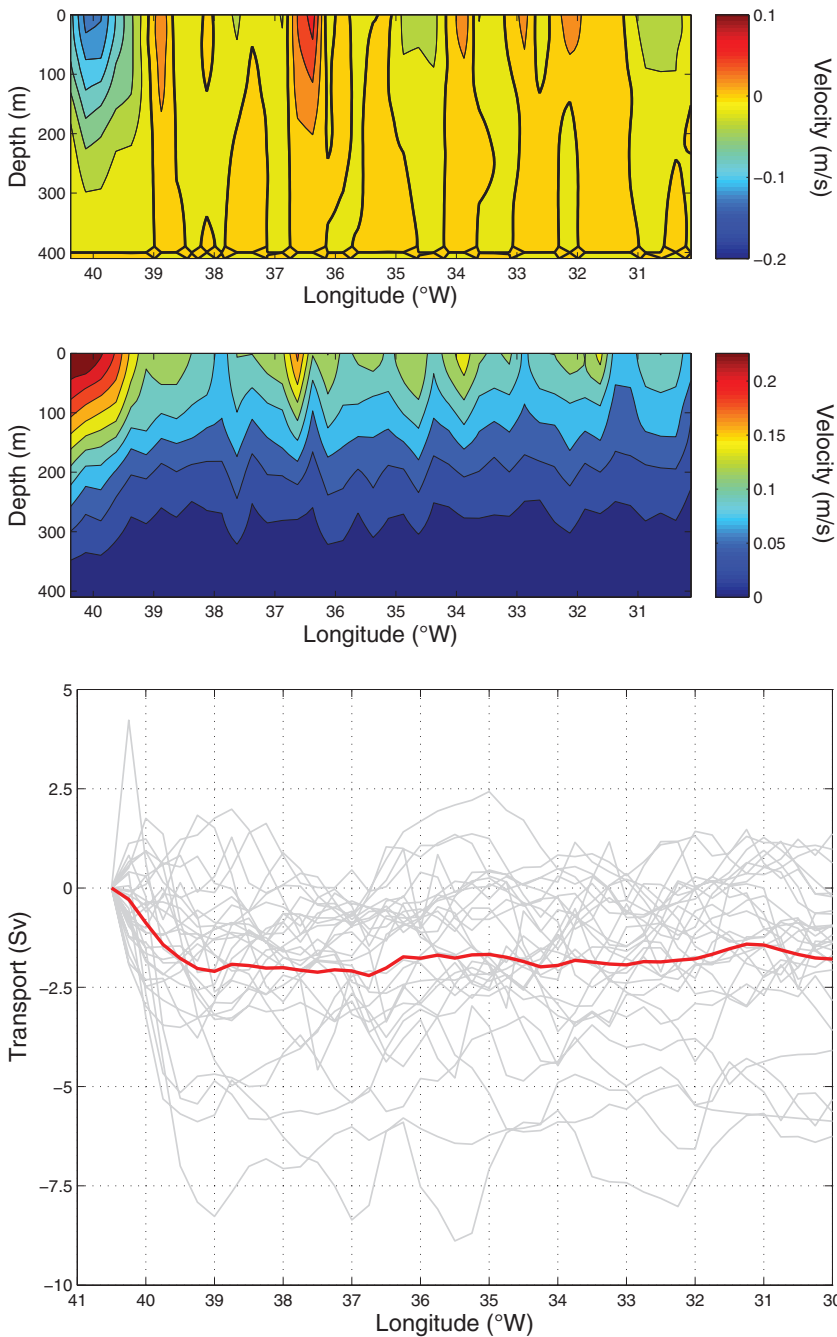 0
100
200
300
400
Depth (m)
40 39 38 37 36 35 34 33 32 31
Longitude (°W)
0.1
0
−0.1
−0.2
Velocity (m/s)
0
100
200
300
400
Depth (m)
40 39 38 37 36 35 34 33 32 31
Longitude (°W)
0.2
0.15
0.1
0.05
0
Velocity (m/s)
5
2.5
0
−2.5
−5
−7.5
−10
Transport (Sv)
41 40 39 38 37 36 35 34 33 32 31 30
Longitude (°W)